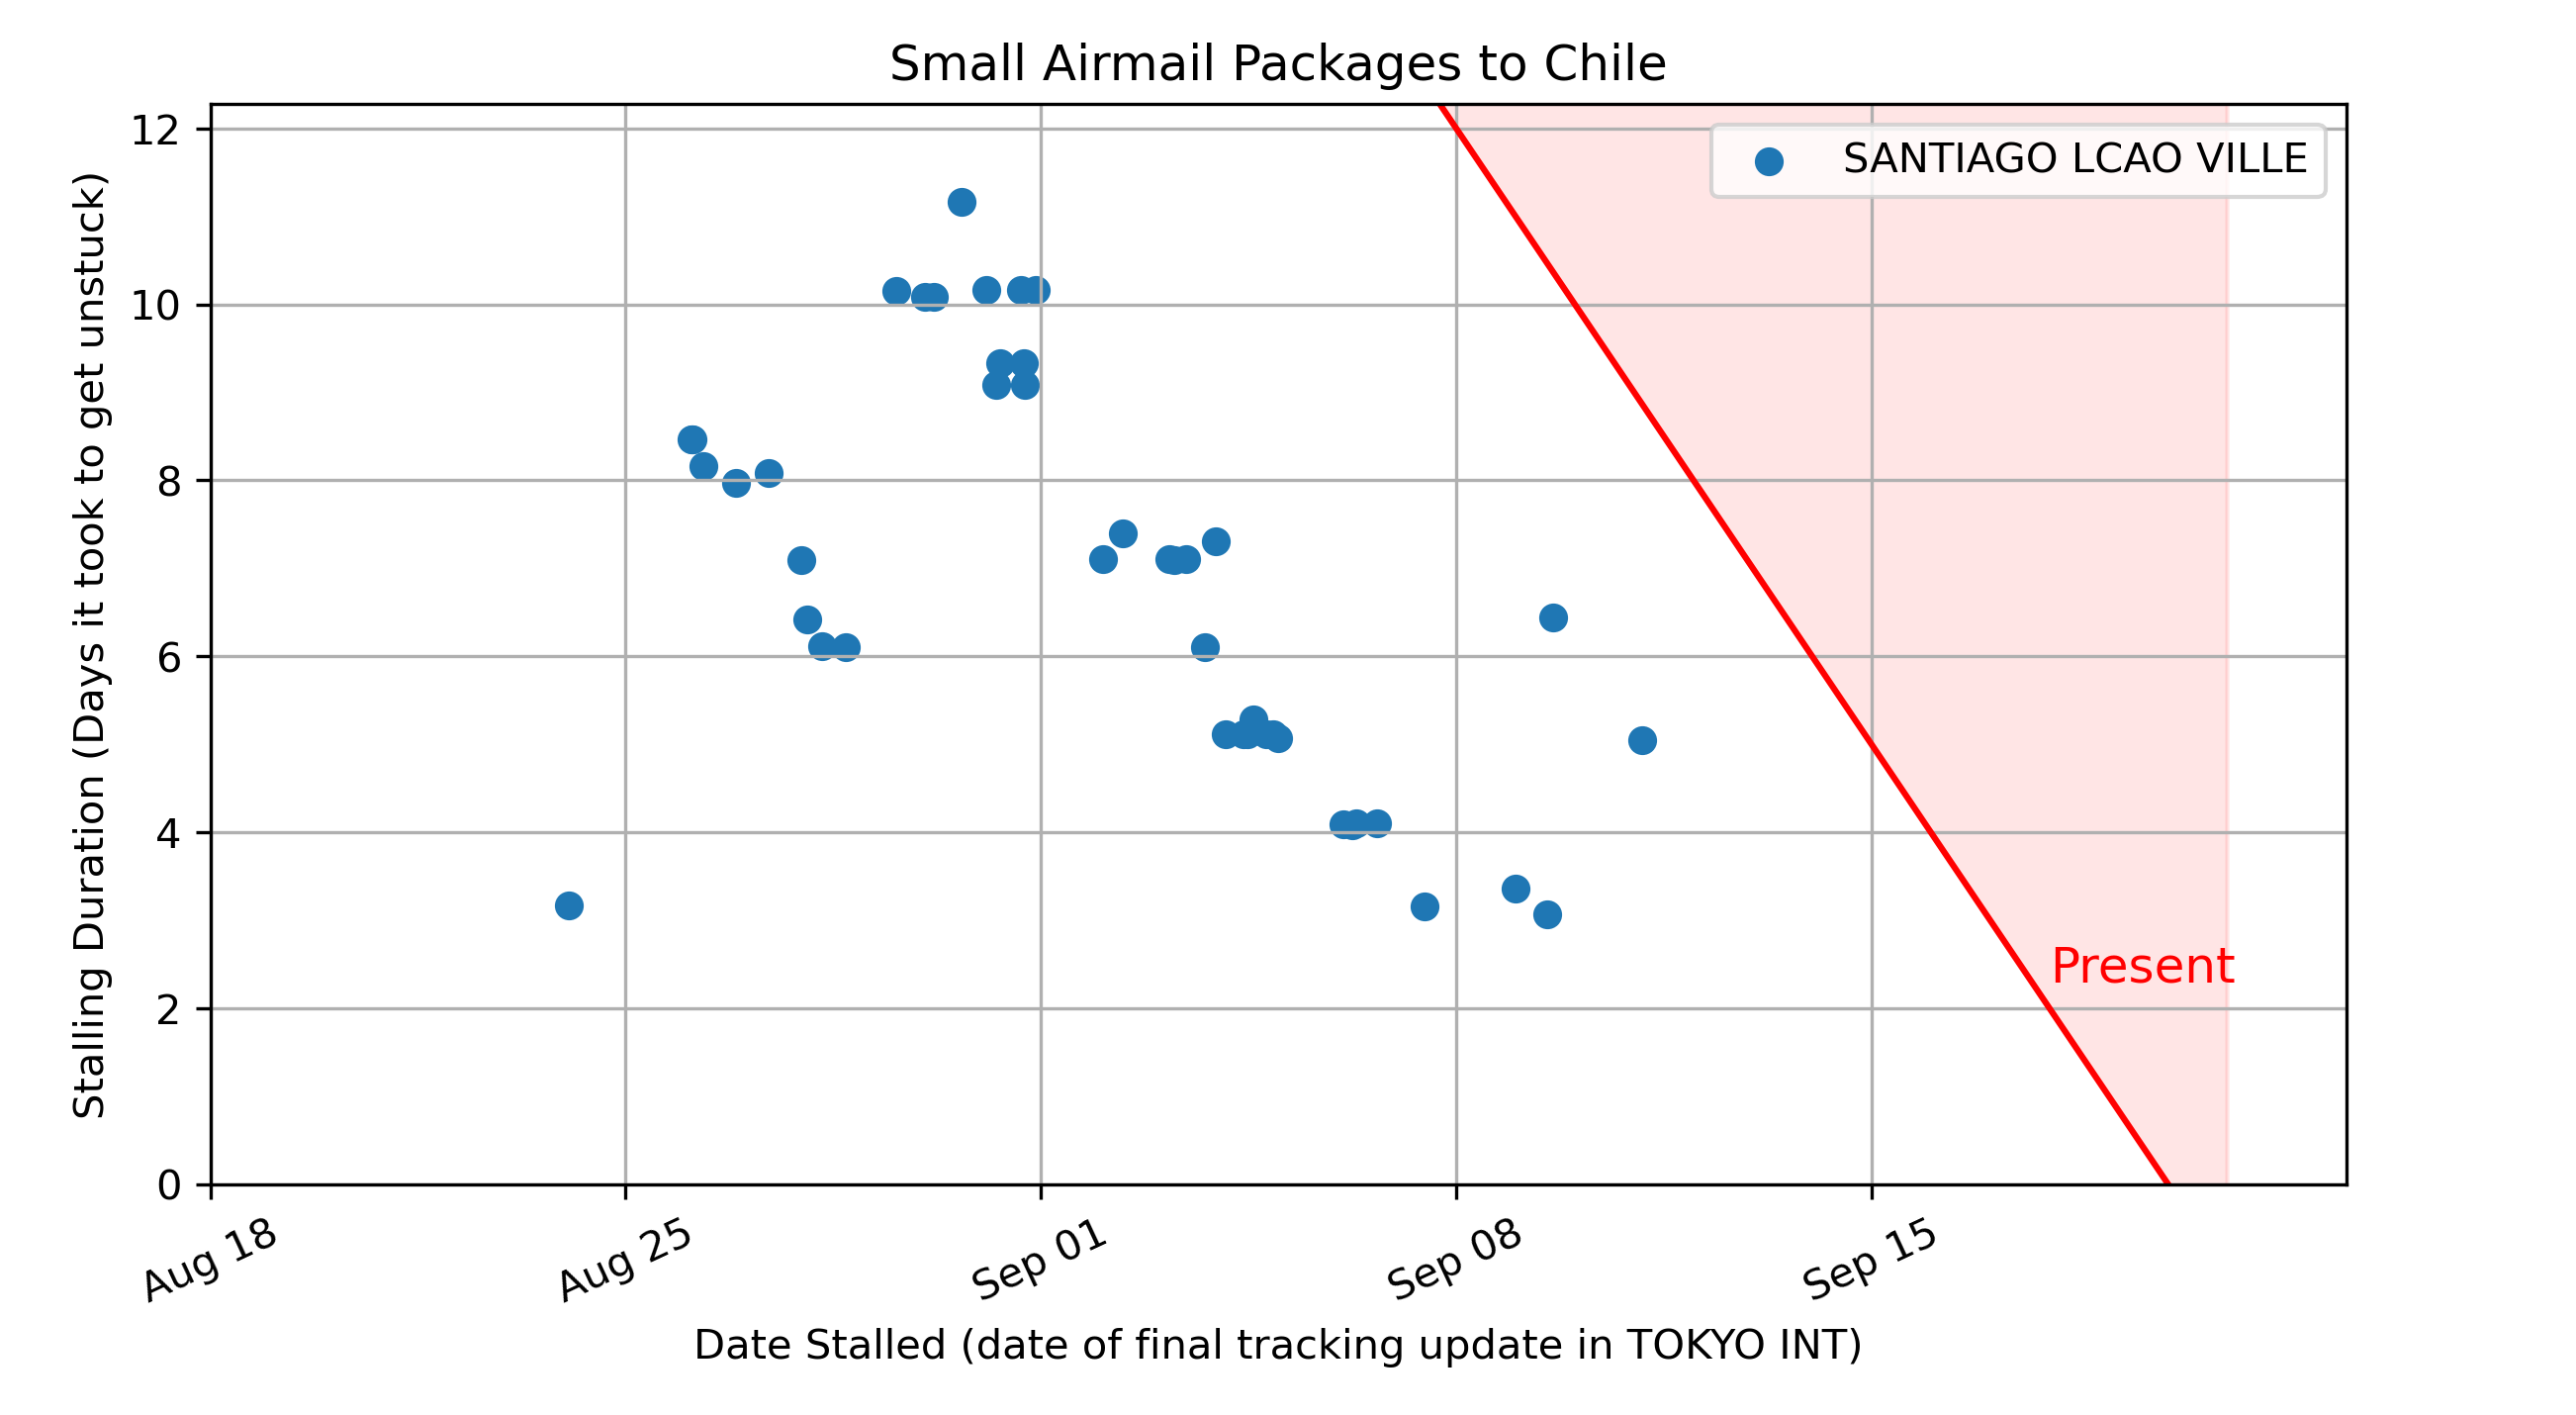 Small Airmail Packages to Chile
SANTIAGO LCAO VILLE
Stalling Duration (Days it took to get unstuck)
12
10
8
6
4
2
0
Present
Aug 18
Aug 25
Sep 01
Sep 08
Sep 15
Date Stalled (date of final tracking update in TOKYO INT)